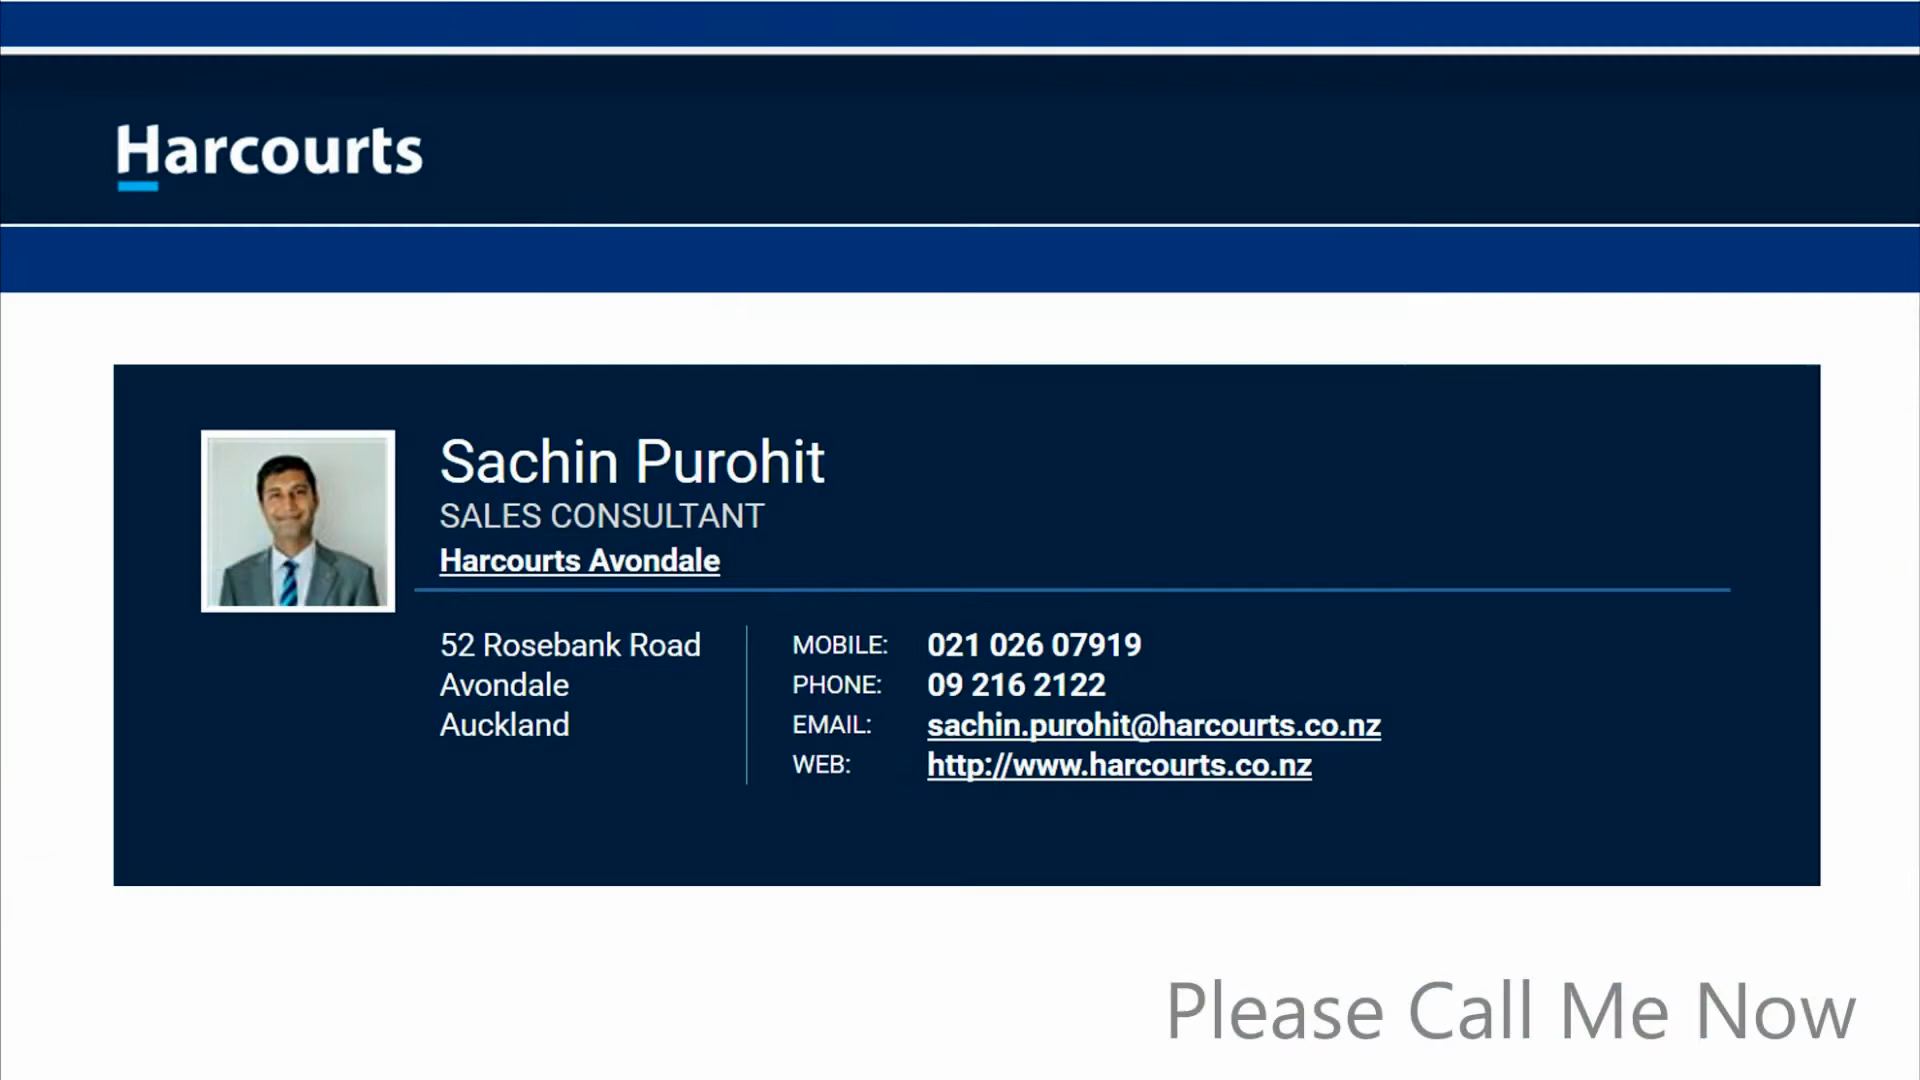 Harcourts
Sachin Purohit
SALES CONSULTANT
Harcourts Avondale
52 Rosebank Road
Avondale
Auckland
MOBILE: 021 026 07919
PHONE: 09 216 2122
EMAIL: sachin.purohit@harcourts.co.nz
WEB: http://www.harcourts.co.nz
Please Call Me Now